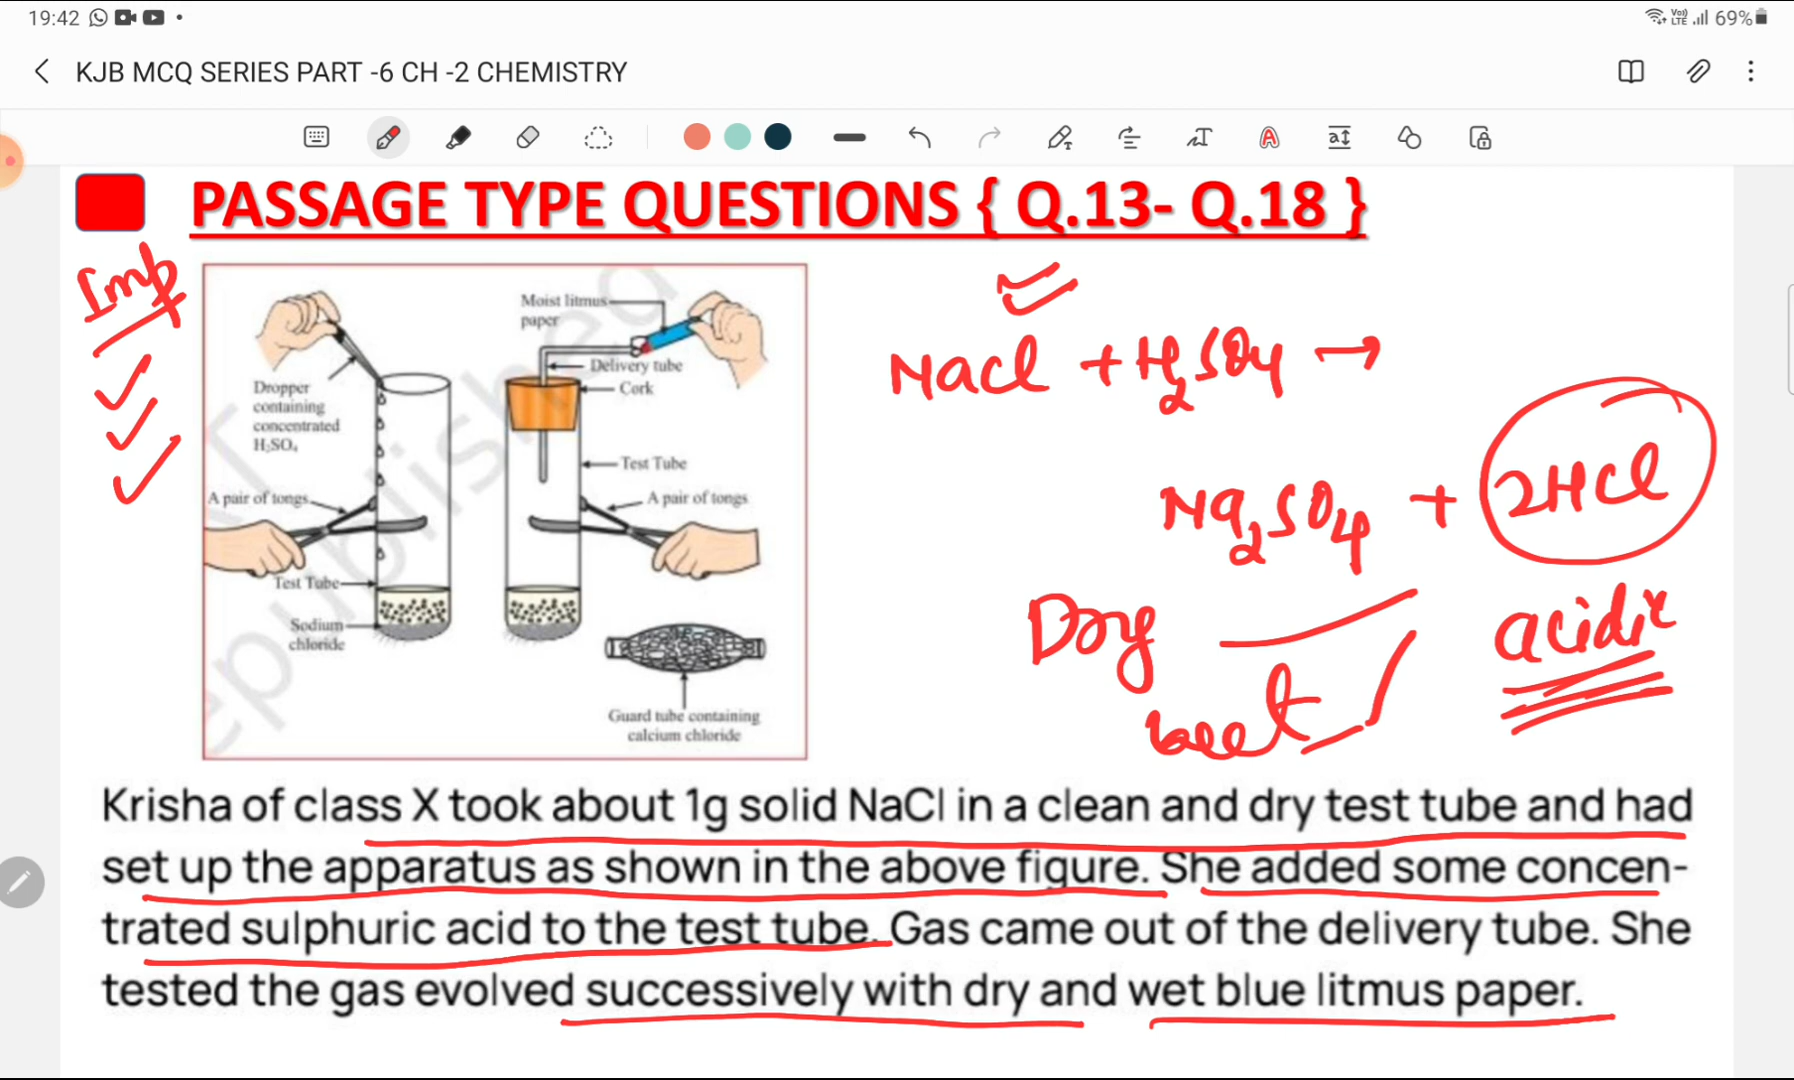 19:42
69%
KJB MCQ SERIES PART -6 CH -2 CHEMISTRY
PASSAGE TYPE QUESTIONS { Q.13- Q.18 }
Imp
Moist litmus
paper
Delivery tube
Cork
Dropper
containing
concentrated
H₂SO₄
Test Tube
A pair of tongs
A pair of tongs
Test Tube
Sodium
chloride
Guard tube containing
calcium chloride
NaCl + H₂SO₄ →
Na₂SO₄ + 2HCl
Dry
acidic
wet
Krisha of class X took about 1g solid NaCl in a clean and dry test tube and had
set up the apparatus as shown in the above figure. She added some concen-
trated sulphuric acid to the test tube. Gas came out of the delivery tube. She
tested the gas evolved successively with dry and wet blue litmus paper.